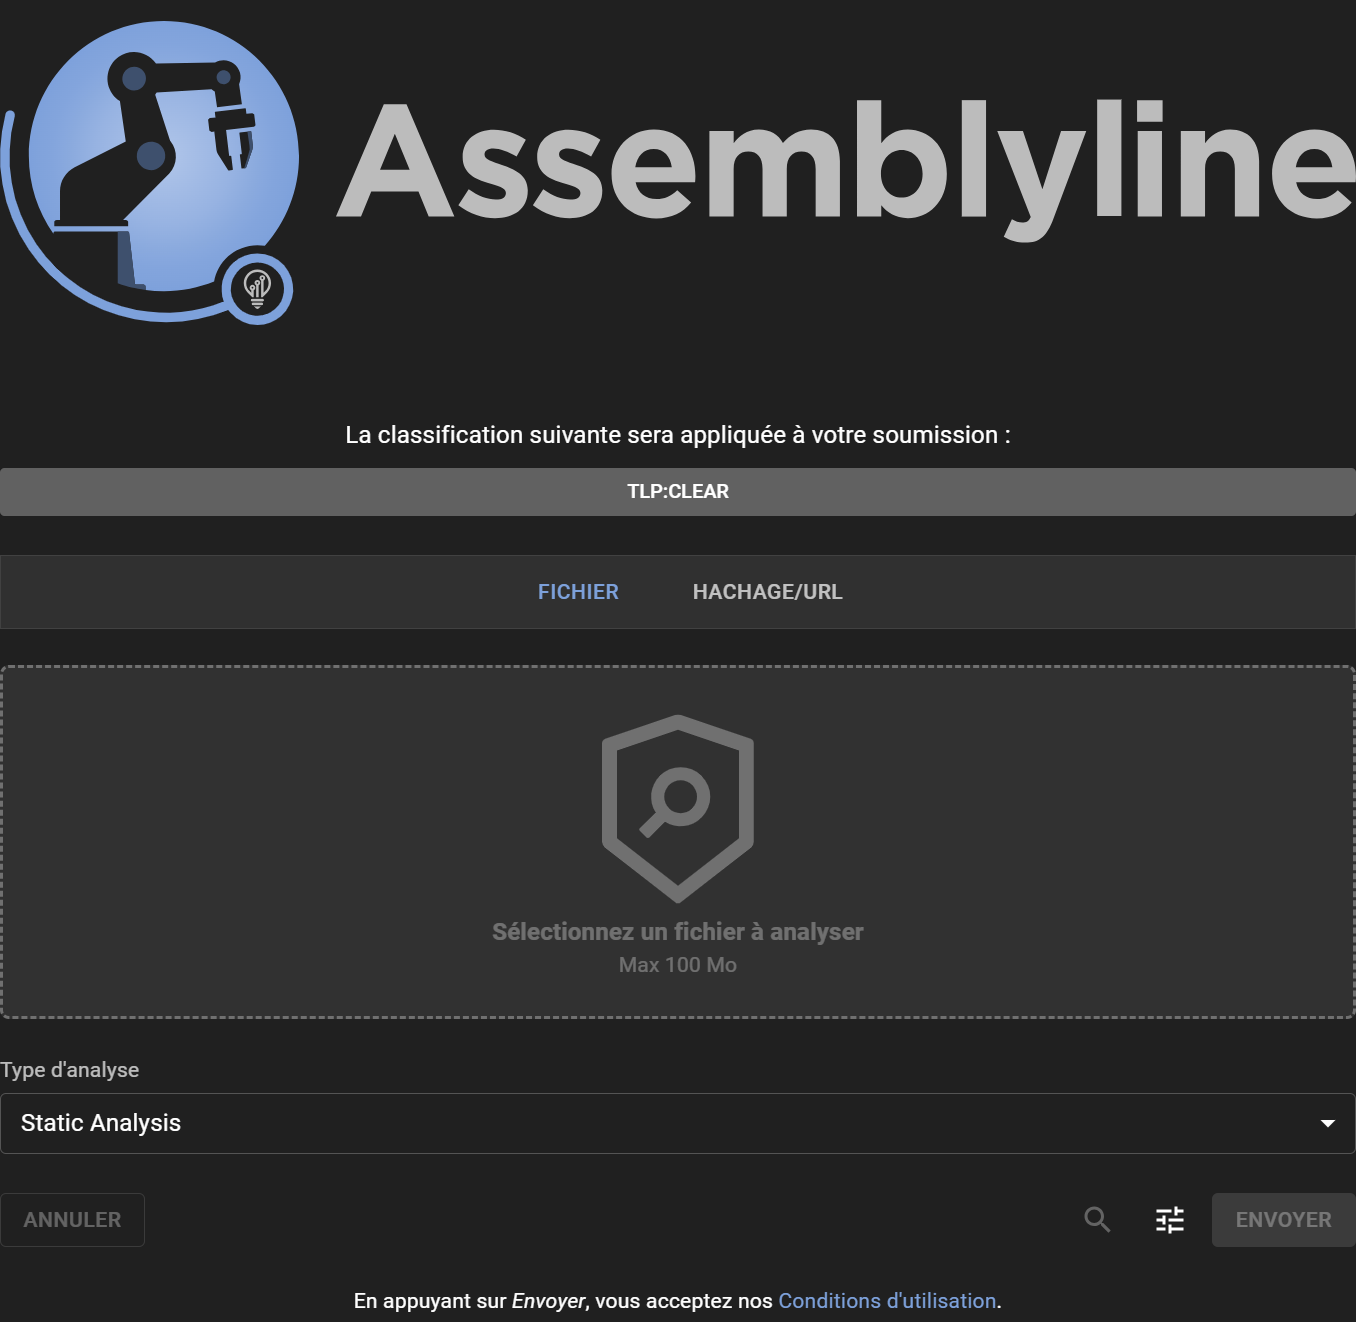 Assemblyline
La classification suivante sera appliquée à votre soumission :
TLP:CLEAR
FICHIER HACHAGE/URL
Sélectionnez un fichier à analyser
Max 100 Mo
Type d'analyse
Static Analysis
ANNULER ENVOYER
En appuyant sur Envoyer, vous acceptez nos Conditions d'utilisation.